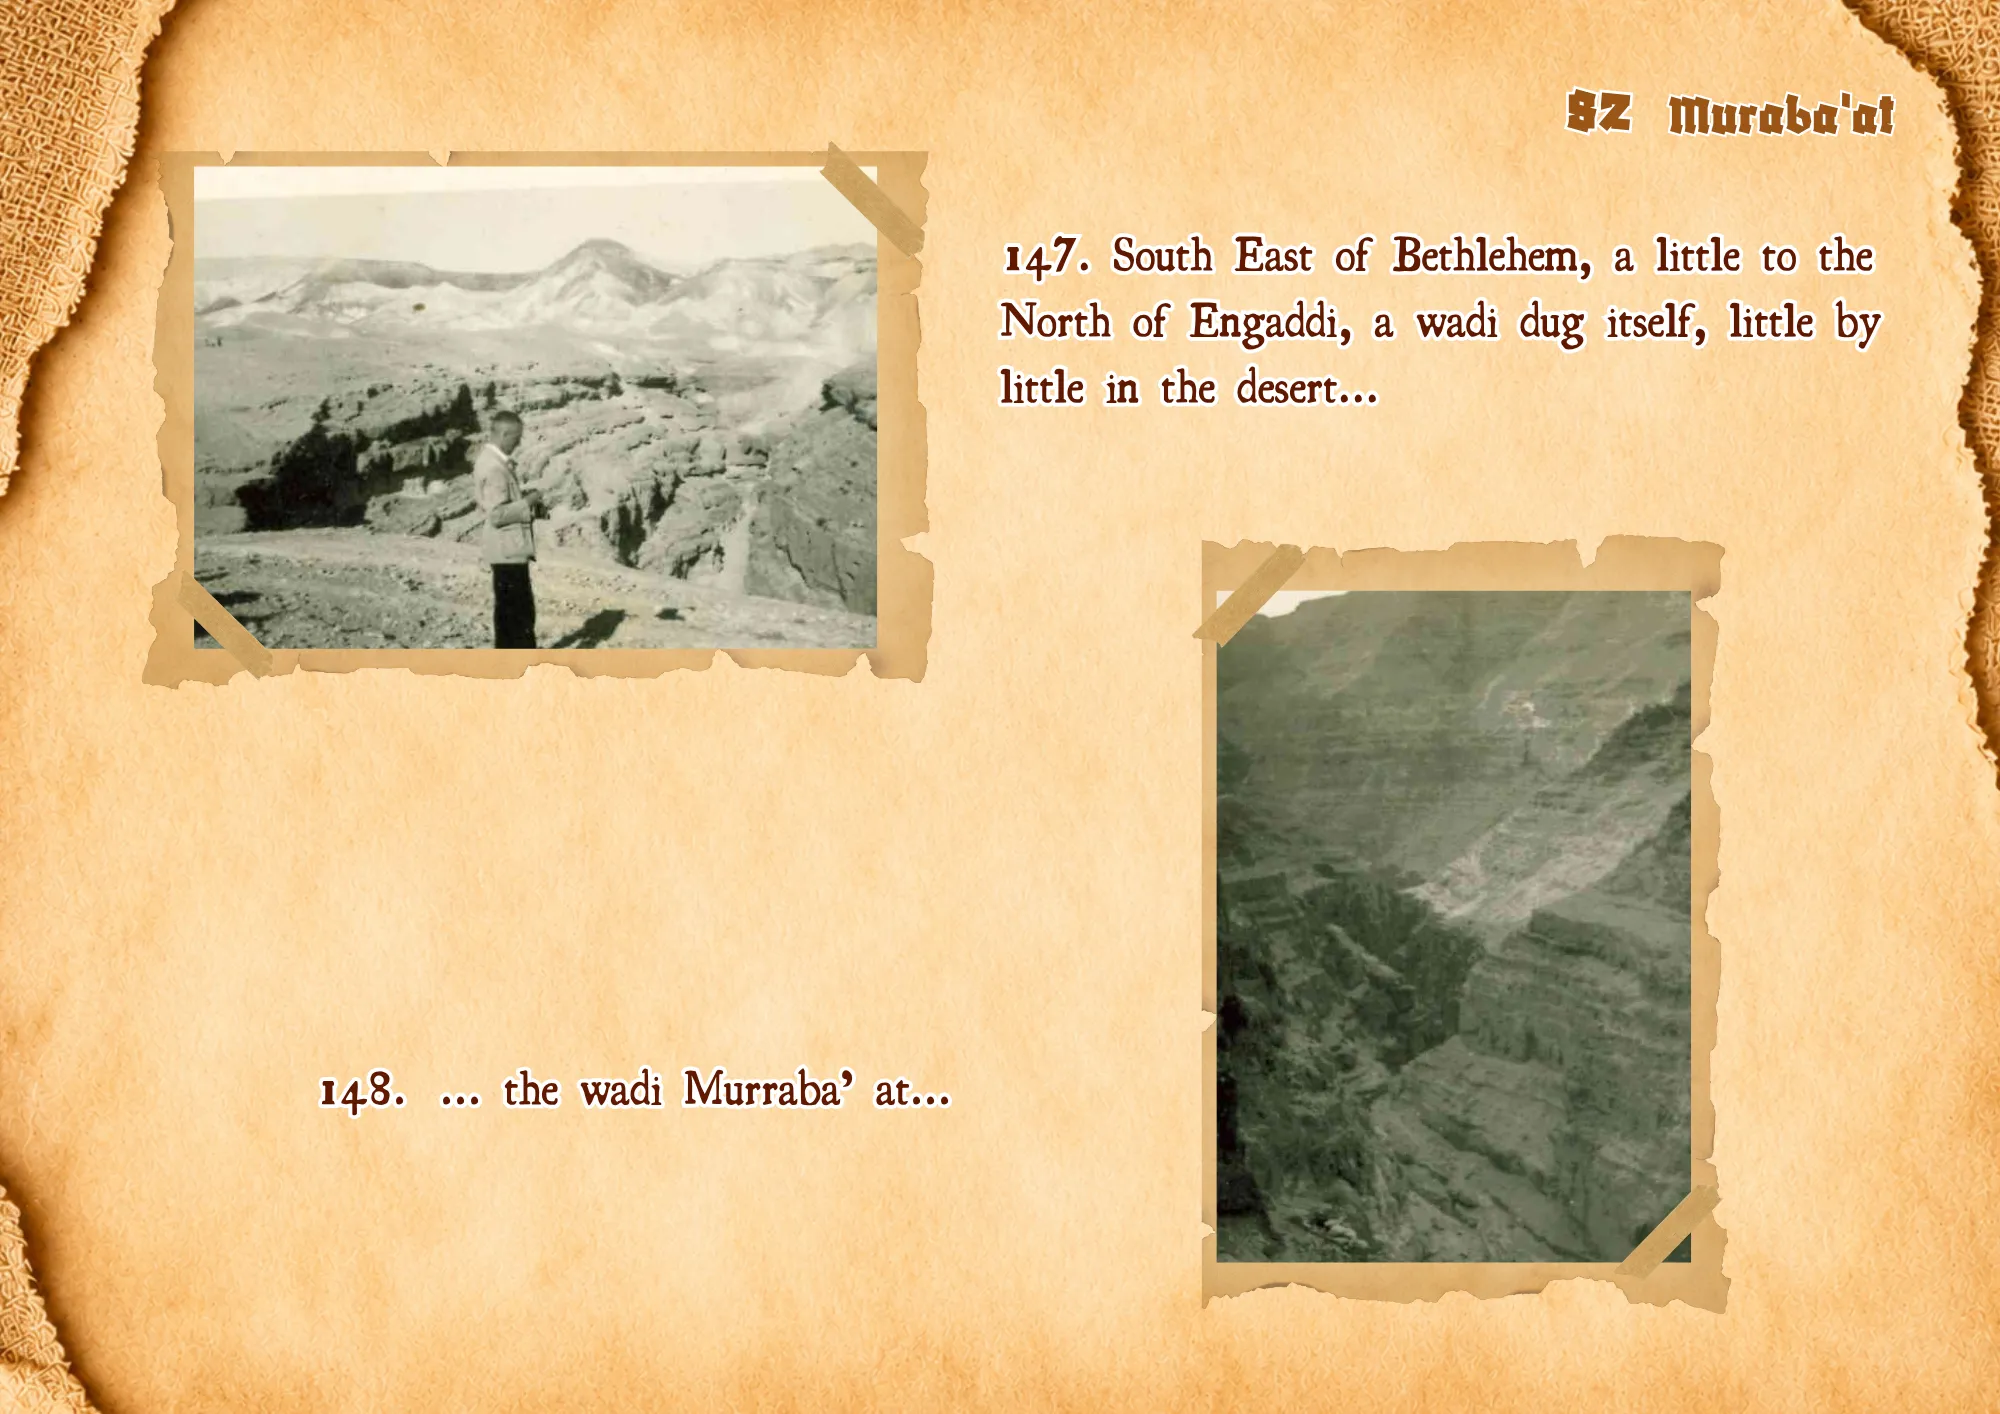 82 Muraba'at
147. South East of Bethlehem, a little to the
North of Engaddi, a wadi dug itself, little by
little in the desert...
148. ... the wadi Murraba’ at...